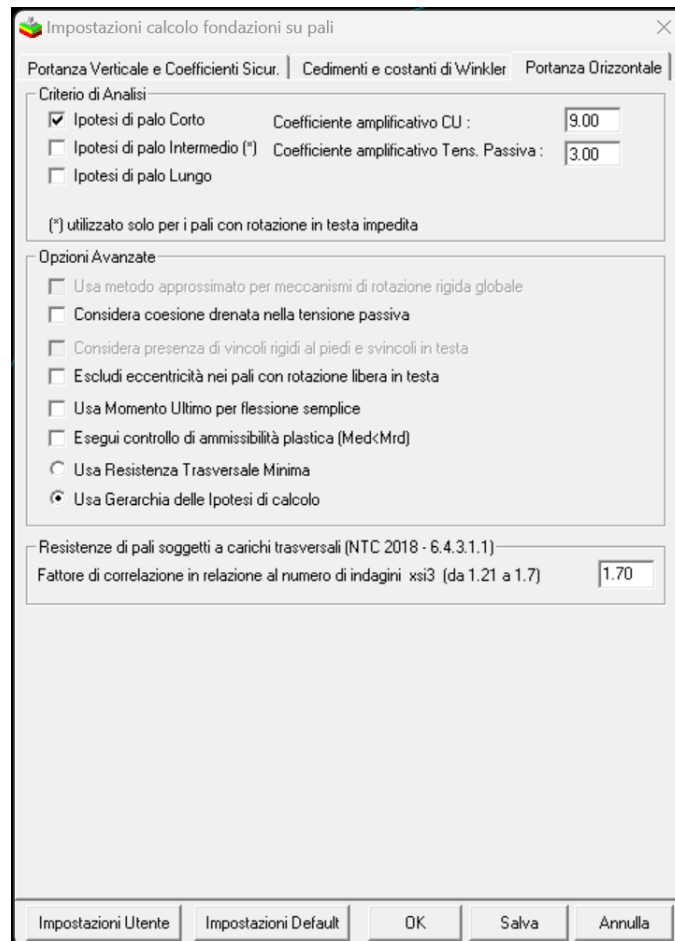 Impostazioni calcolo fondazioni su pali
Portanza Verticale e Coefficienti Sicur. Cedimenti e costanti di Winkler Portanza Orizzontale
Criterio di Analisi
Ipotesi di palo Corto Coefficiente amplificativo CU : 9.00
Ipotesi di palo Intermedio (*) Coefficiente amplificativo Tens. Passiva : 3.00
Ipotesi di palo Lungo
(*) utilizzato solo per i pali con rotazione in testa impedita
Opzioni Avanzate
Usa metodo approssimato per meccanismi di rotazione rigida globale
Considera coesione drenata nella tensione passiva
Considera presenza di vincoli rigidi al piedi e svincoli in testa
Escludi eccentricità nei pali con rotazione libera in testa
Usa Momento Ultimo per flessione semplice
Esegui controllo di ammissibilità plastica (Med<Mrd)
Usa Resistenza Trasversale Minima
Usa Gerarchia delle Ipotesi di calcolo
Resistenze di pali soggetti a carichi trasversali (NTC 2018 - 6.4.3.1.1)
Fattore di correlazione in relazione al numero di indagini xsi3 (da 1.21 a 1.7) 1.70
Impostazioni Utente Impostazioni Default OK Salva Annulla